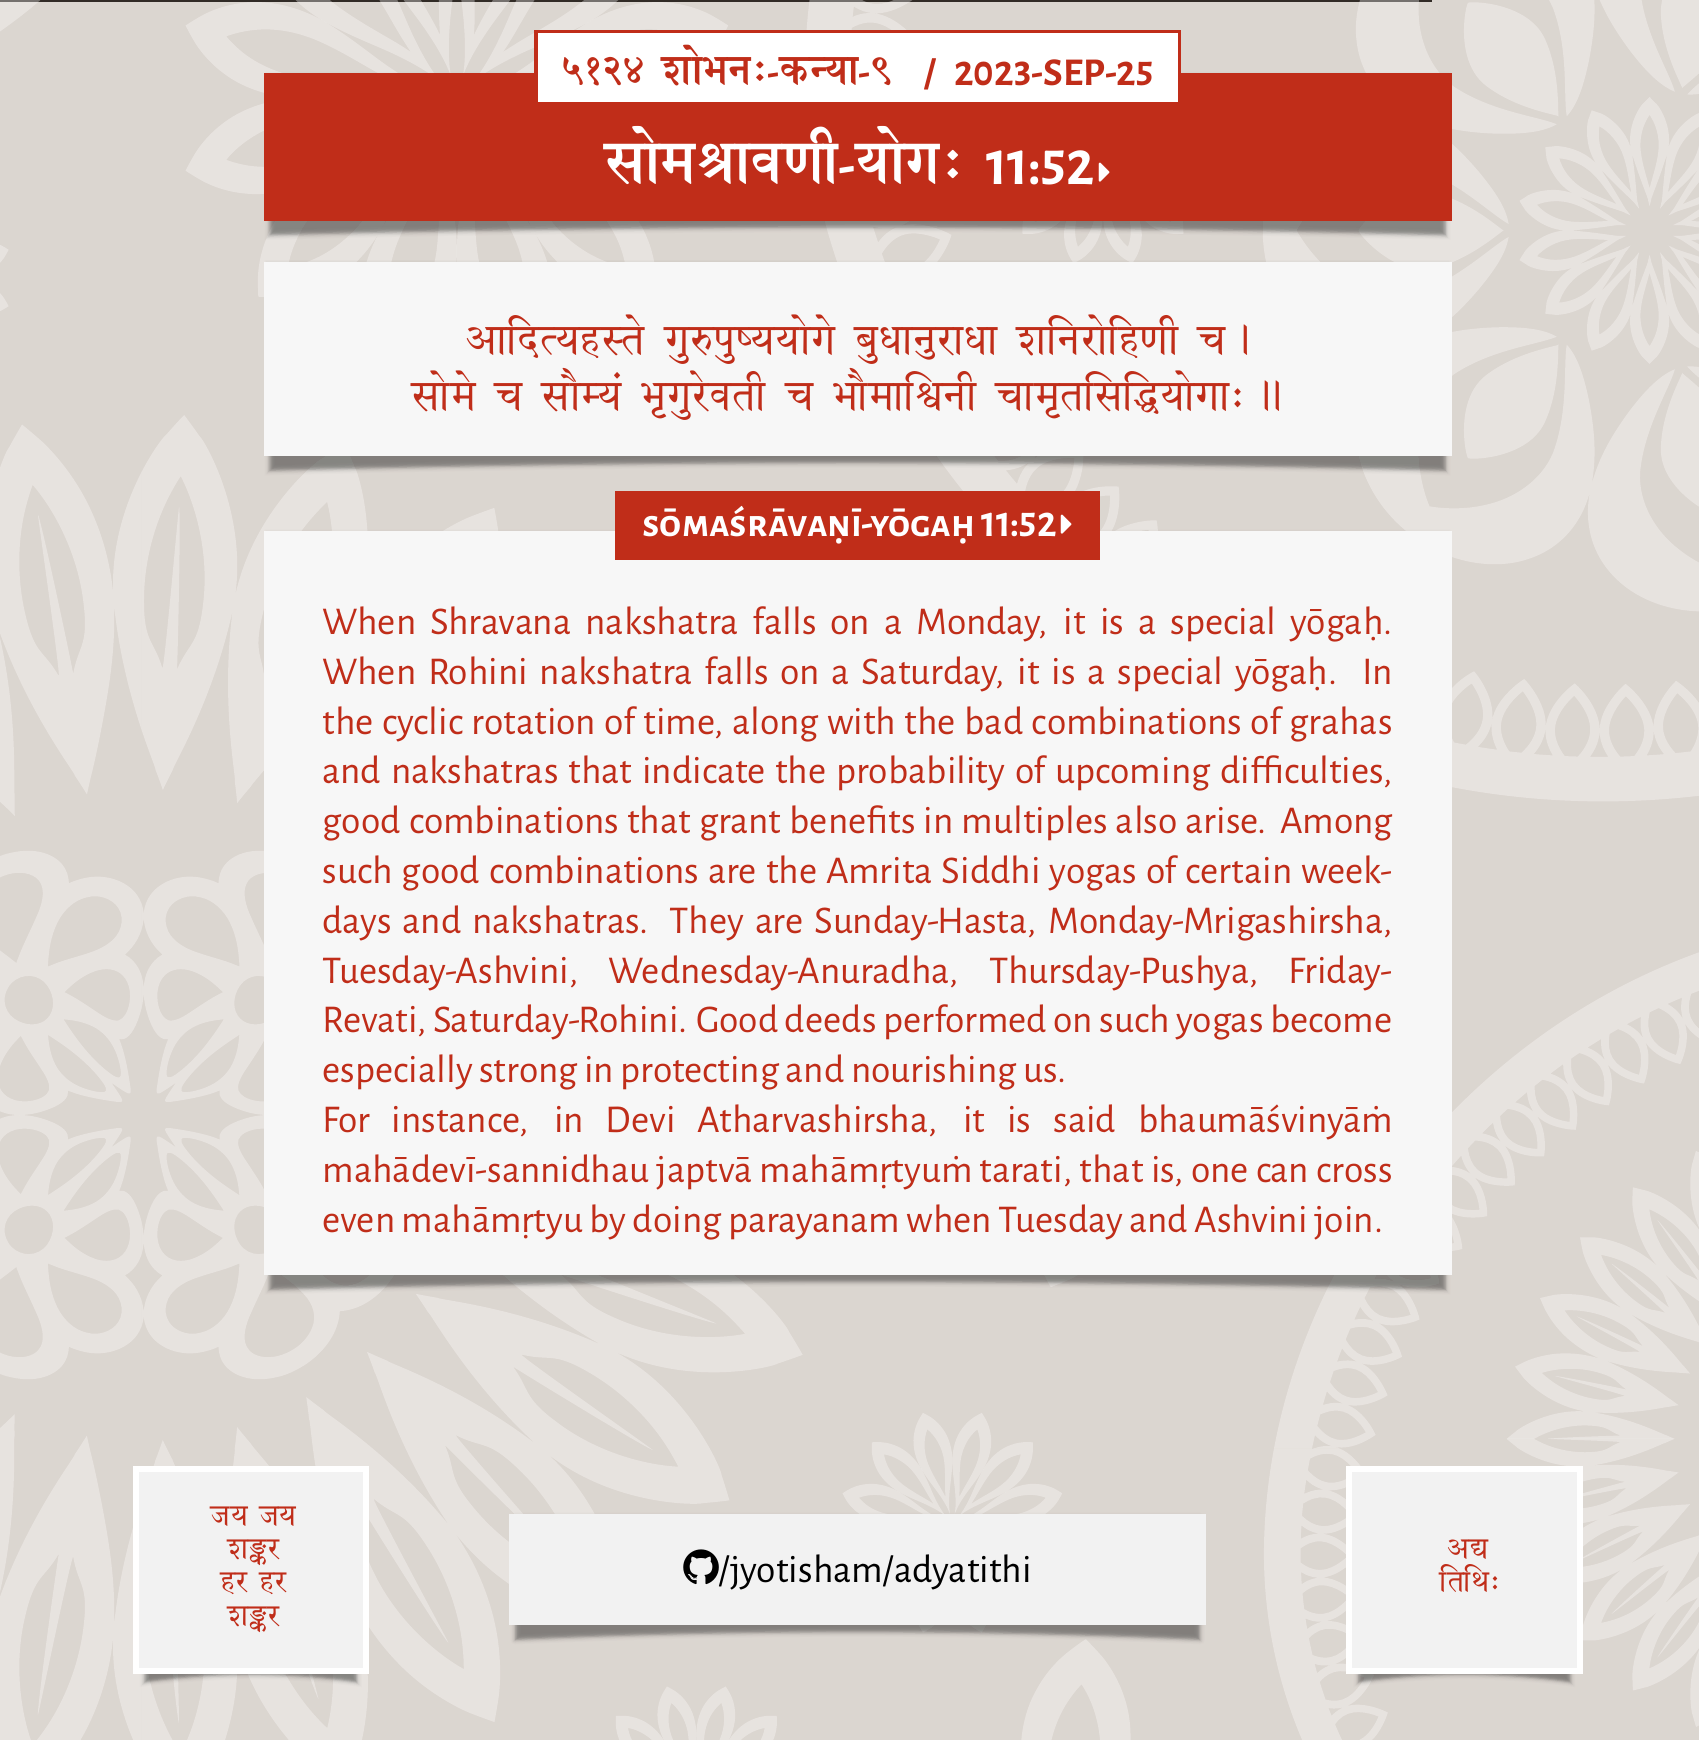 ५१२४ शोभनः-कन्या-९ / 2023-SEP-25
सोमश्रावणी-योगः 11:52▸
आदित्यहस्ते गुरुपुष्ययोगे बुधानुराधा शनिरोहिणी च।
सोमे च सौम्यं भृगुरेवती च भौमाश्विनी चामृतसिद्धियोगाः॥
SŌMAŚRĀVAṆĪ-YŌGAḤ 11:52▸
When Shravana nakshatra falls on a Monday, it is a special yōgaḥ.
When Rohini nakshatra falls on a Saturday, it is a special yōgaḥ. In
the cyclic rotation of time, along with the bad combinations of grahas
and nakshatras that indicate the probability of upcoming difficulties,
good combinations that grant benefits in multiples also arise. Among
such good combinations are the Amrita Siddhi yogas of certain week-
days and nakshatras. They are Sunday-Hasta, Monday-Mrigashirsha,
Tuesday-Ashvini, Wednesday-Anuradha, Thursday-Pushya, Friday-
Revati, Saturday-Rohini. Good deeds performed on such yogas become
especially strong in protecting and nourishing us.
For instance, in Devi Atharvashirsha, it is said bhaumāśvinyāṁ
mahādevī-sannidhau japtvā mahāmṛtyuṁ tarati, that is, one can cross
even mahāmṛtyu by doing parayanam when Tuesday and Ashvini join.
जय जय
शङ्कर
हर हर
शङ्कर
/jyotisham/adyatithi
अद्य
तिथिः